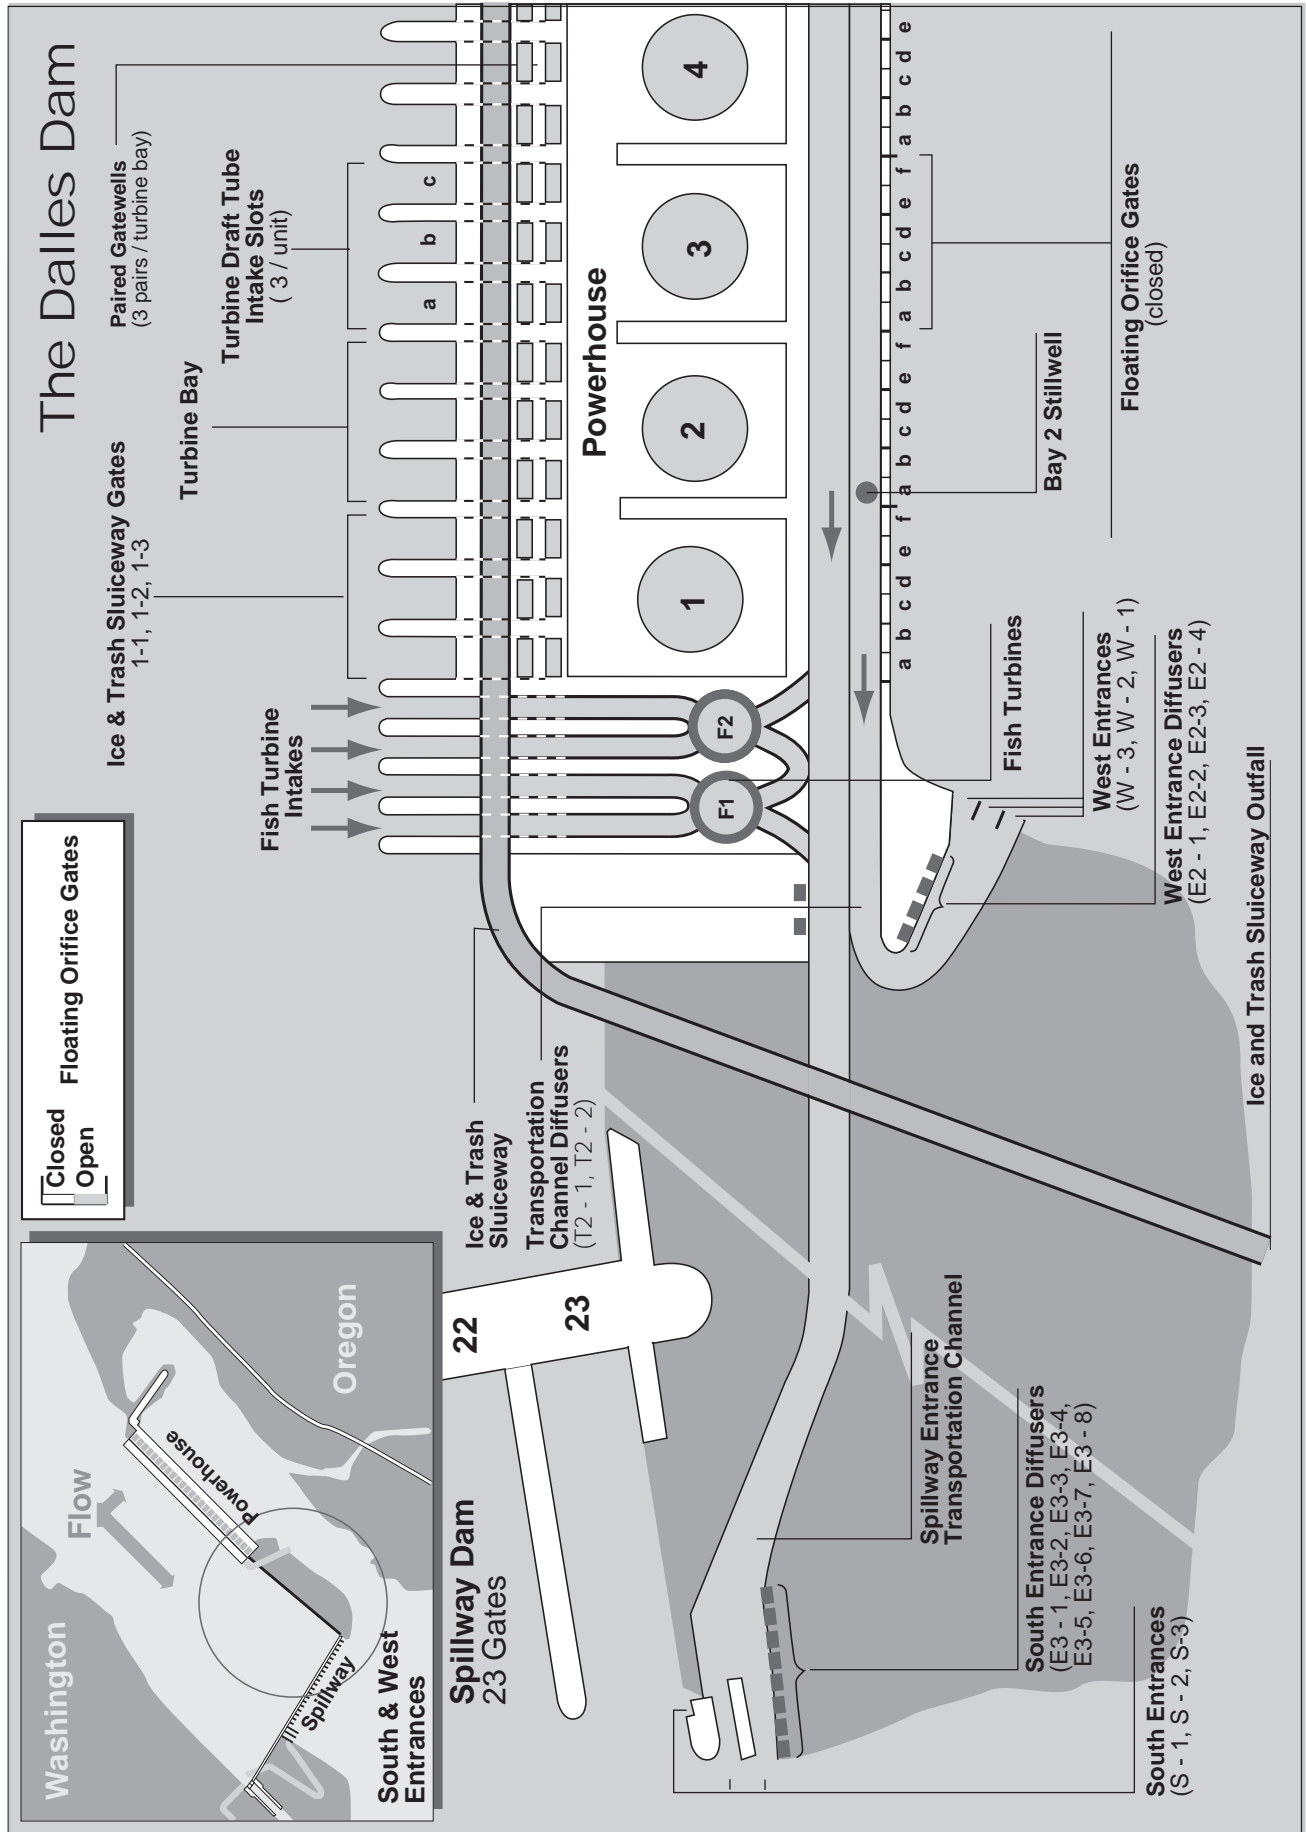 The Dalles Dam
Closed
Open
Floating Orifice Gates
Washington
Flow
Powerhouse
Oregon
Spillway
South & West
Entrances
Ice & Trash Sluiceway Gates
1-1, 1-2, 1-3
Turbine Bay
Paired Gatewells
(3 pairs / turbine bay)
Turbine Draft Tube
Intake Slots
( 3 / unit)
a b c
Fish Turbine
Intakes
Ice & Trash
Sluiceway
Transportation
Channel Diffusers
(T2 - 1, T2 - 2)
22
23
Spillway Dam
23 Gates
Powerhouse
F1 F2 1 2 3 4
a b c d e f a b c d e f a b c d e f a b c d e
Spillway Entrance
Transportation Channel
South Entrance Diffusers
(E3 - 1, E3-2, E3-3, E3-4,
E3-5, E3-6, E3-7, E3 - 8)
South Entrances
(S - 1, S - 2, S-3)
Fish Turbines
Bay 2 Stillwell
Floating Orifice Gates
(closed)
West Entrances
(W - 3, W - 2, W - 1)
West Entrance Diffusers
(E2 - 1, E2-2, E2-3, E2 - 4)
Ice and Trash Sluiceway Outfall